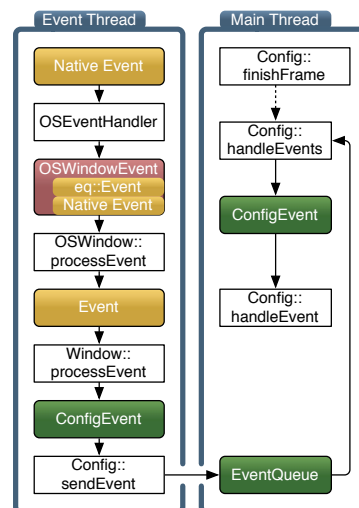 Event Thread
Native Event
OSEventHandler
OSWindowEvent
eq::Event
Native Event
OSWindow::
processEvent
Event
Window::
processEvent
ConfigEvent
Config::
sendEvent
Main Thread
Config::
finishFrame
Config::
handleEvents
ConfigEvent
Config::
handleEvent
EventQueue